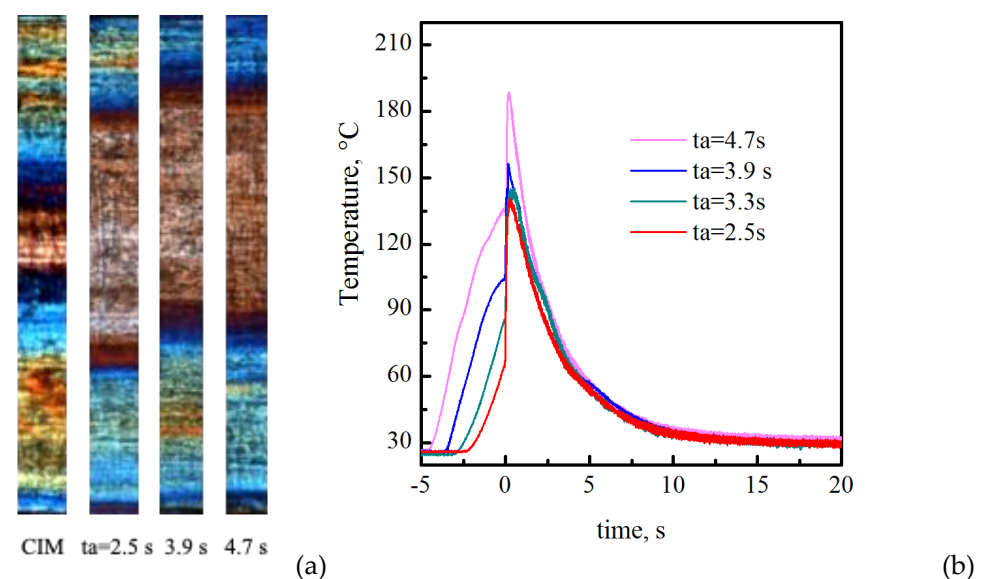 210
180
150
120
90
60
30
Temperature, °C
ta=4.7s
ta=3.9 s
ta=3.3s
ta=2.5s
-5 0 5 10 15 20
time, s
CIM ta=2.5 s 3.9 s 4.7 s
(a) (b)